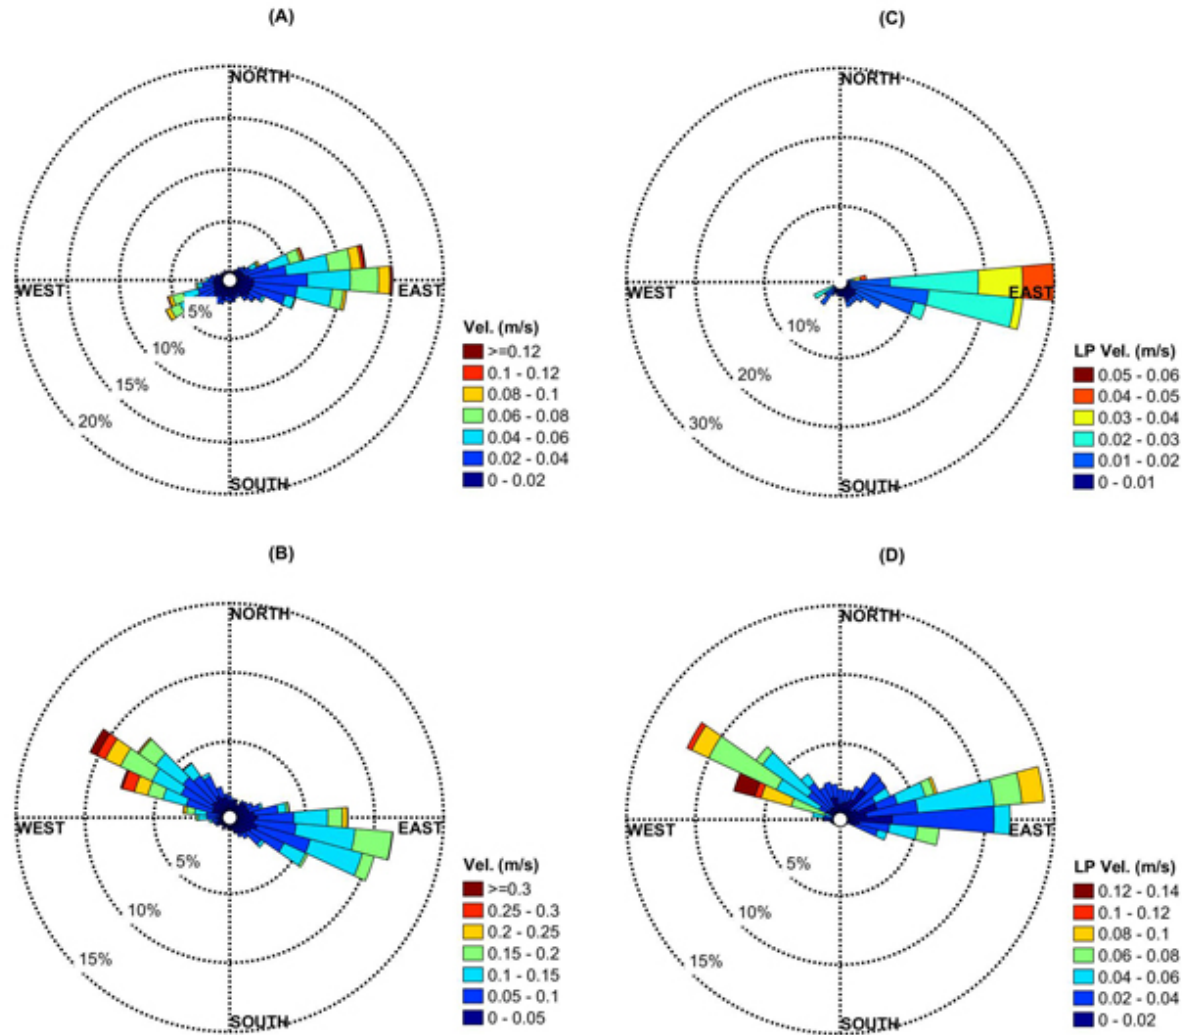 (A)
NORTH
WEST
EAST
SOUTH
5%
10%
15%
20%
Vel. (m/s)
>=0.12
0.1 - 0.12
0.08 - 0.1
0.06 - 0.08
0.04 - 0.06
0.02 - 0.04
0 - 0.02
(C)
NORTH
WEST
EAST
SOUTH
10%
20%
30%
LP Vel. (m/s)
0.05 - 0.06
0.04 - 0.05
0.03 - 0.04
0.02 - 0.03
0.01 - 0.02
0 - 0.01
(B)
NORTH
WEST
EAST
SOUTH
5%
10%
15%
Vel. (m/s)
>=0.3
0.25 - 0.3
0.2 - 0.25
0.15 - 0.2
0.1 - 0.15
0.05 - 0.1
0 - 0.05
(D)
NORTH
WEST
EAST
SOUTH
5%
10%
15%
LP Vel. (m/s)
0.12 - 0.14
0.1 - 0.12
0.08 - 0.1
0.06 - 0.08
0.04 - 0.06
0.02 - 0.04
0 - 0.02